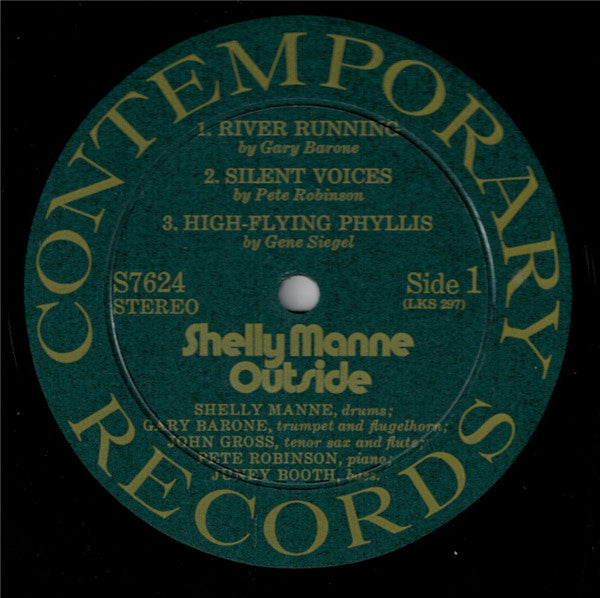 CONTEMPORARY
1. RIVER RUNNING
by Gary Barone
2. SILENT VOICES
by Pete Robinson
3. HIGH-FLYING PHYLLIS
by Gene Siegel
S7624
STEREO
Side 1
(LKS 297)
Shelly Manne
Outside
SHELLY MANNE, drums;
GARY BARONE, trumpet and flugelhorn;
JOHN GROSS, tenor sax and flute;
PETE ROBINSON, piano;
JUNEY BOOTH, bass.
RECORDS